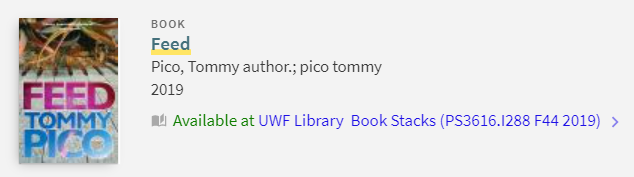 BOOK
Feed
Pico, Tommy author.; pico tommy
2019
Available at UWF Library Book Stacks (PS3616.I288 F44 2019)
FEED
TOMMY
PICO